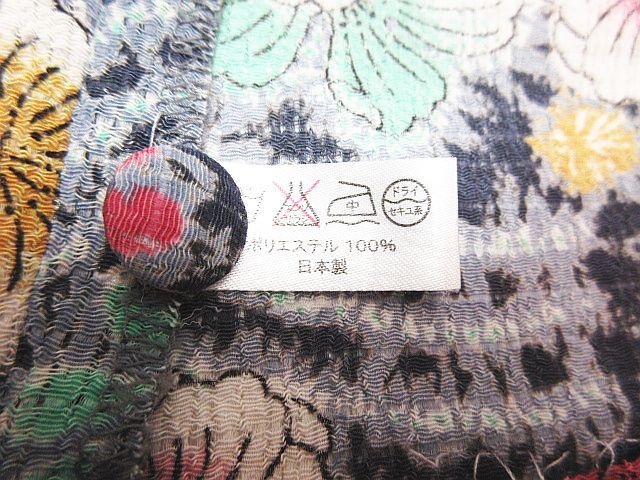 中 ドライ
セキユ系
ポリエステル 100%
日本製